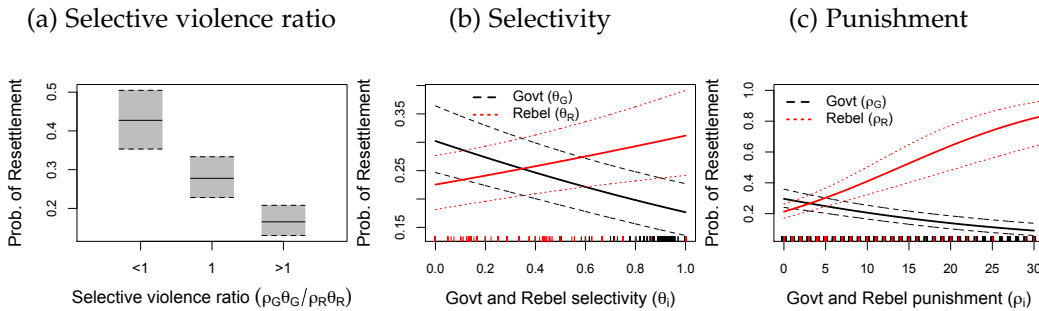 (a) Selective violence ratio
(b) Selectivity
(c) Punishment
Prob. of Resettlement
0.5
0.4
0.3
0.2
<1
1
>1
Selective violence ratio (ρGθG/ρRθR)
Prob. of Resettlement
0.35
0.25
0.15
Govt (θG)
Rebel (θR)
0.0
0.2
0.4
0.6
0.8
1.0
Govt and Rebel selectivity (θi)
Prob. of Resettlement
1.0
0.8
0.6
0.4
0.2
Govt (ρG)
Rebel (ρR)
0
5
10
15
20
25
30
Govt and Rebel punishment (ρi)